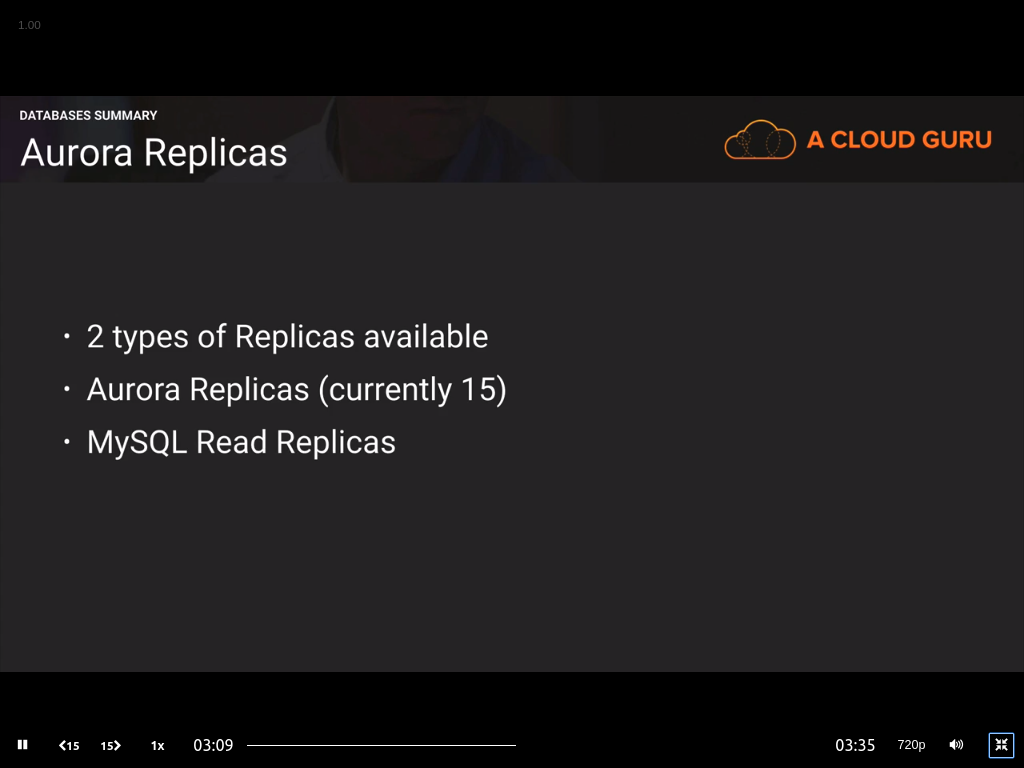 1.00
DATABASES SUMMARY
Aurora Replicas
A CLOUD GURU
• 2 types of Replicas available
• Aurora Replicas (currently 15)
• MySQL Read Replicas
15 15 1x 03:09 03:35 720p